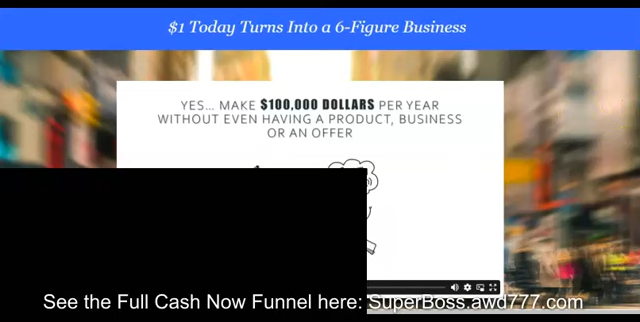 $1 Today Turns Into a 6-Figure Business
YES... MAKE $100,000 DOLLARS PER YEAR
WITHOUT EVEN HAVING A PRODUCT, BUSINESS
OR AN OFFER
See the Full Cash Now Funnel here: SuperBoss.awd777.com